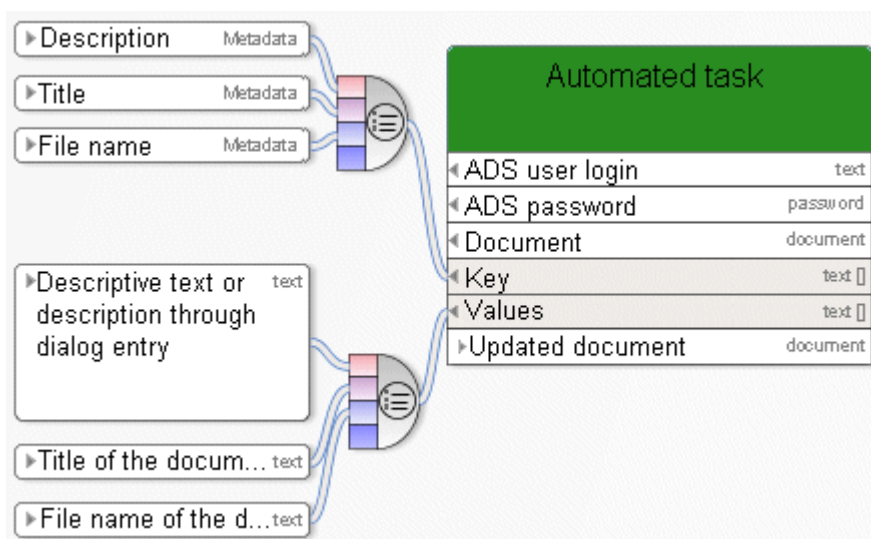 Description Metadata
Title Metadata
File name Metadata
Descriptive text or text
description through
dialog entry
Title of the docum... text
File name of the d...text
Automated task
ADS user login text
ADS password password
Document document
Key text []
Values text []
Updated document document